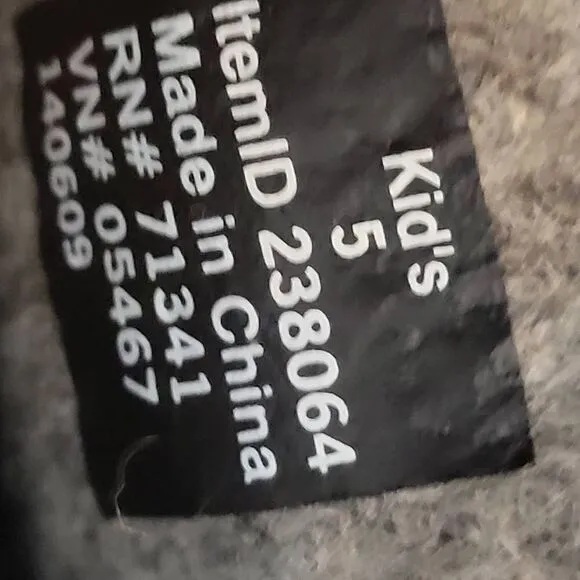 Kid's
5
ItemID 238064
Made in China
RN# 71341
VN# 05467
140609